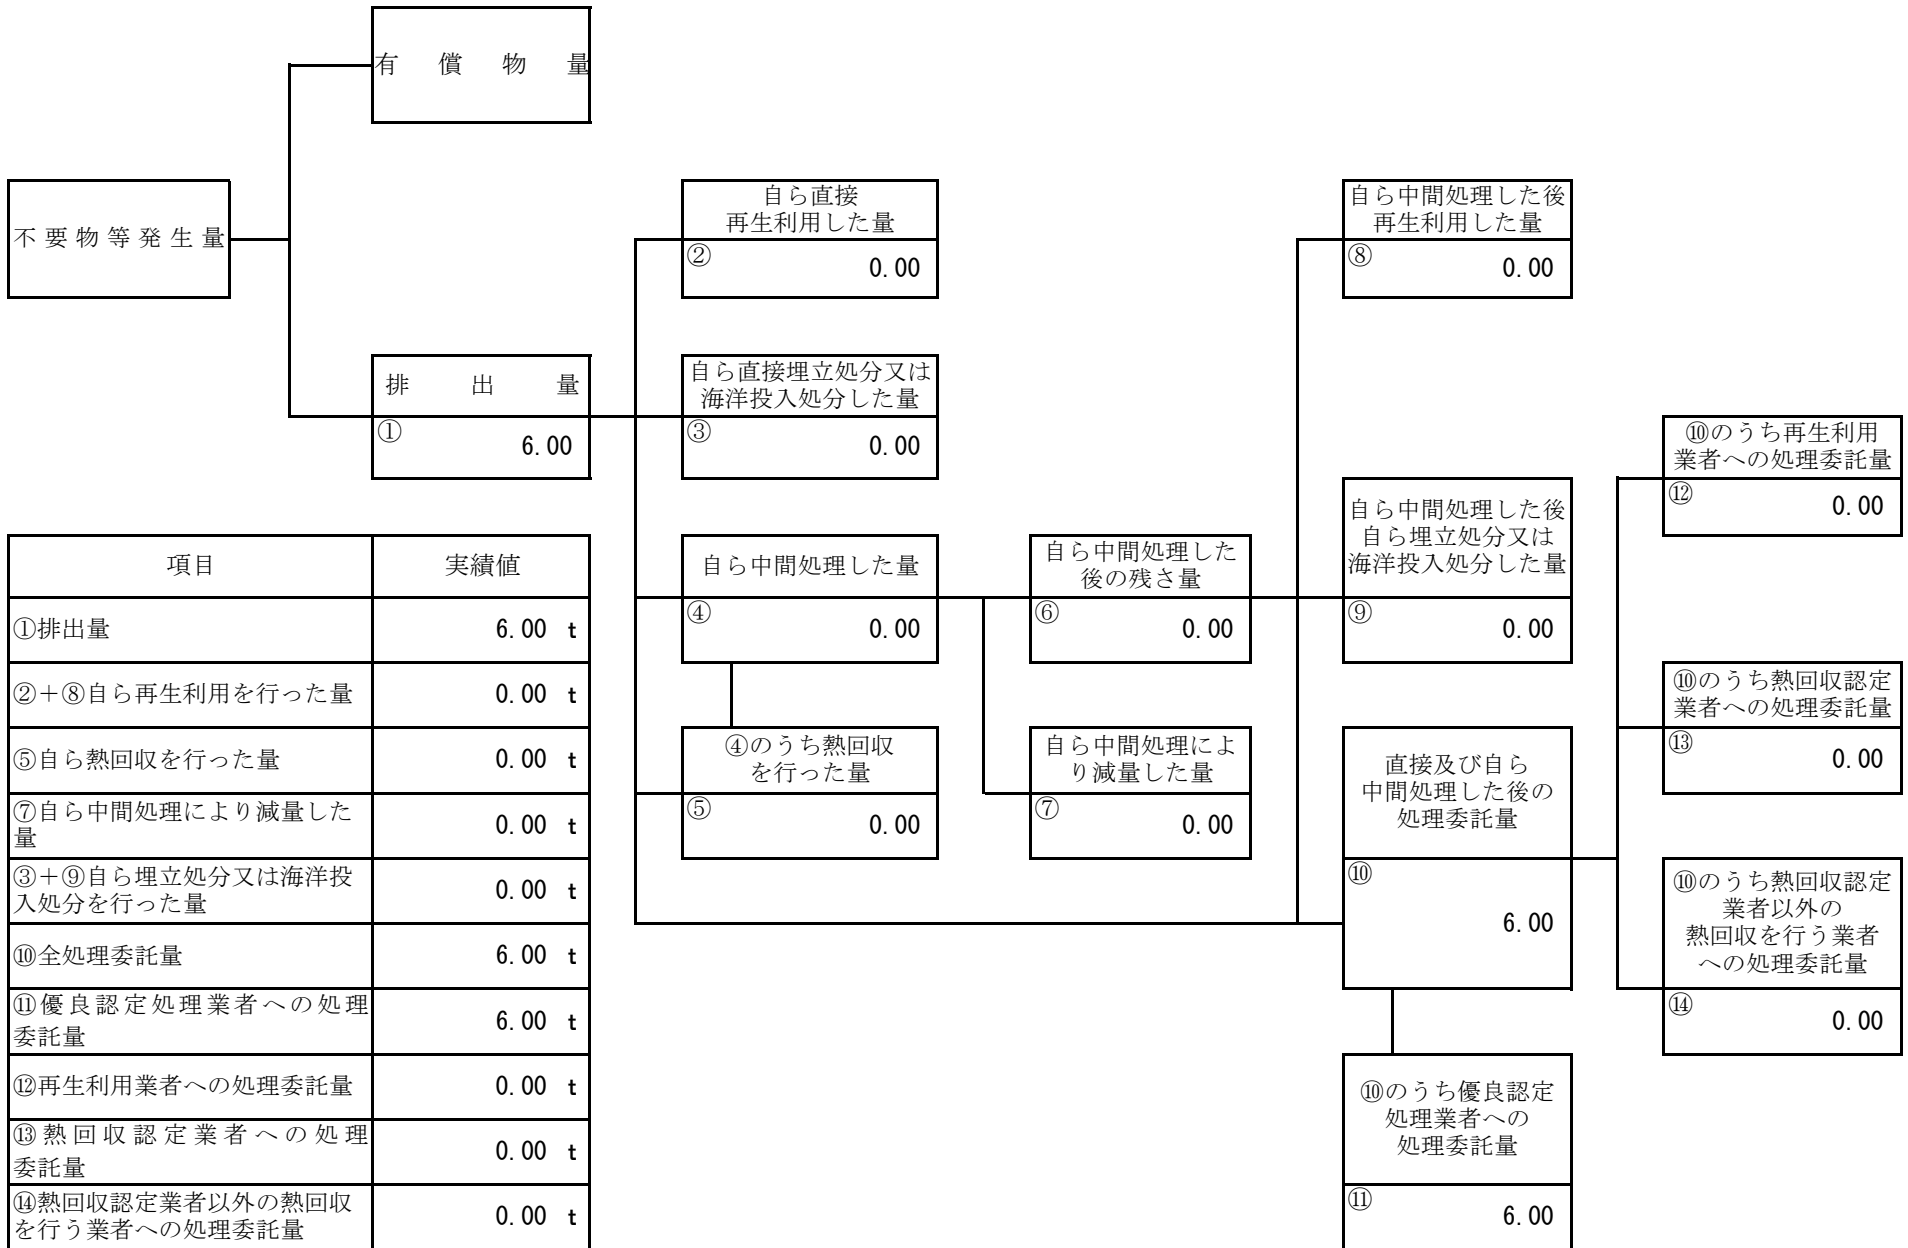 有償物量
不要物等発生量
排出量
① 6.00
自ら直接
再生利用した量
② 0.00
自ら直接埋立処分又は
海洋投入処分した量
③ 0.00
自ら中間処理した量
④ 0.00
④のうち熱回収
を行った量
⑤ 0.00
自ら中間処理した
後の残さ量
⑥ 0.00
自ら中間処理によ
り減量した量
⑦ 0.00
自ら中間処理した後
再生利用した量
⑧ 0.00
自ら中間処理した後
自ら埋立処分又は
海洋投入処分した量
⑨ 0.00
直接及び自ら
中間処理した後の
処理委託量
⑩ 6.00
⑩のうち優良認定
処理業者への
処理委託量
⑪ 6.00
⑩のうち再生利用
業者への処理委託量
⑫ 0.00
⑩のうち熱回収認定
業者への処理委託量
⑬ 0.00
⑩のうち熱回収認定
業者以外の
熱回収を行う業者
への処理委託量
⑭ 0.00
項目 実績値
①排出量 6.00 t
②+⑧自ら再生利用を行った量 0.00 t
⑤自ら熱回収を行った量 0.00 t
⑦自ら中間処理により減量した
量 0.00 t
③+⑨自ら埋立処分又は海洋投
入処分を行った量 0.00 t
⑩全処理委託量 6.00 t
⑪優良認定処理業者への処理
委託量 6.00 t
⑫再生利用業者への処理委託量 0.00 t
⑬熱回収認定業者への処理
委託量 0.00 t
⑭熱回収認定業者以外の熱回収
を行う業者への処理委託量 0.00 t